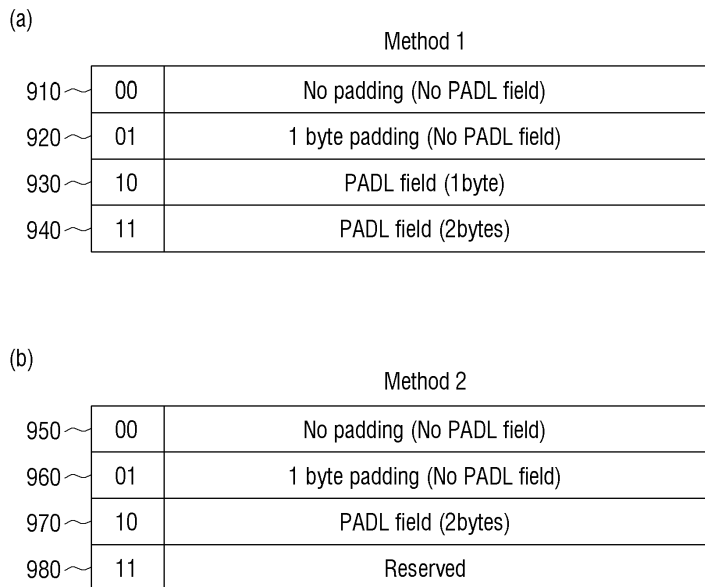 (a)
Method 1
910 00 No padding (No PADL field)
920 01 1 byte padding (No PADL field)
930 10 PADL field (1byte)
940 11 PADL field (2bytes)
(b)
Method 2
950 00 No padding (No PADL field)
960 01 1 byte padding (No PADL field)
970 10 PADL field (2bytes)
980 11 Reserved